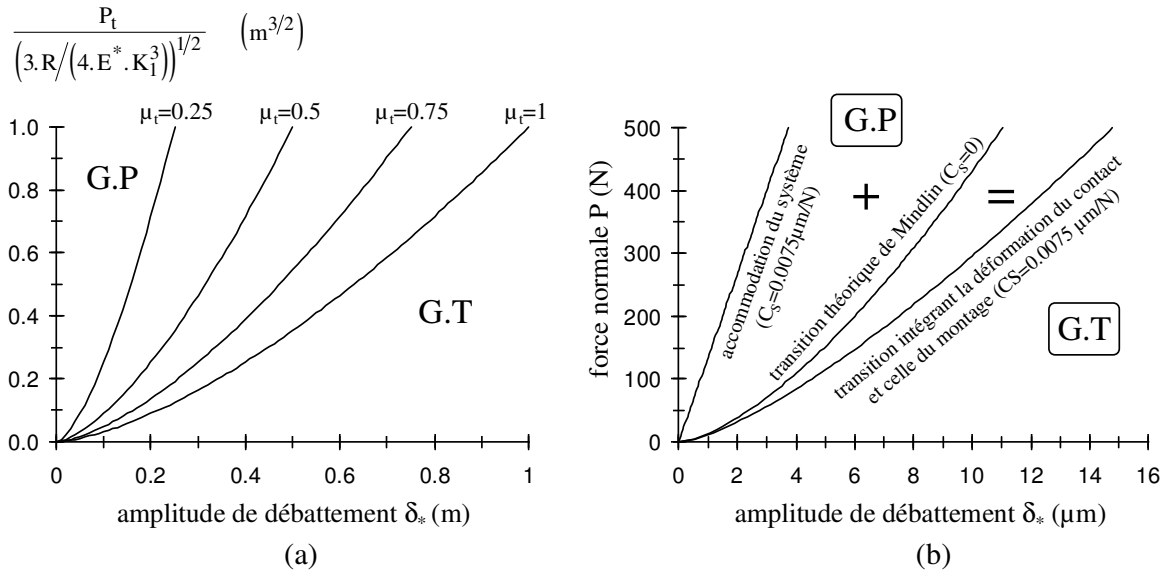 P_t
(3.R/(4.E*.K_1^3))^1/2 (m^3/2)
µ_t=0.25 µ_t=0.5 µ_t=0.75 µ_t=1
1.0
0.8
0.6
0.4
0.2
0.0
G.P
G.T
0 0.2 0.4 0.6 0.8 1
amplitude de débattement δ_* (m)
(a)
force normale P (N)
500
400
300
200
100
0
G.P
+ =
accommodation du système
(C_s=0.0075µm/N)
transition théorique de Mindlin (C_s=0)
transition intégrant la déformation du contact
et celle du montage (CS=0.0075 µm/N)
G.T
0 2 4 6 8 10 12 14 16
amplitude de débattement δ_* (µm)
(b)